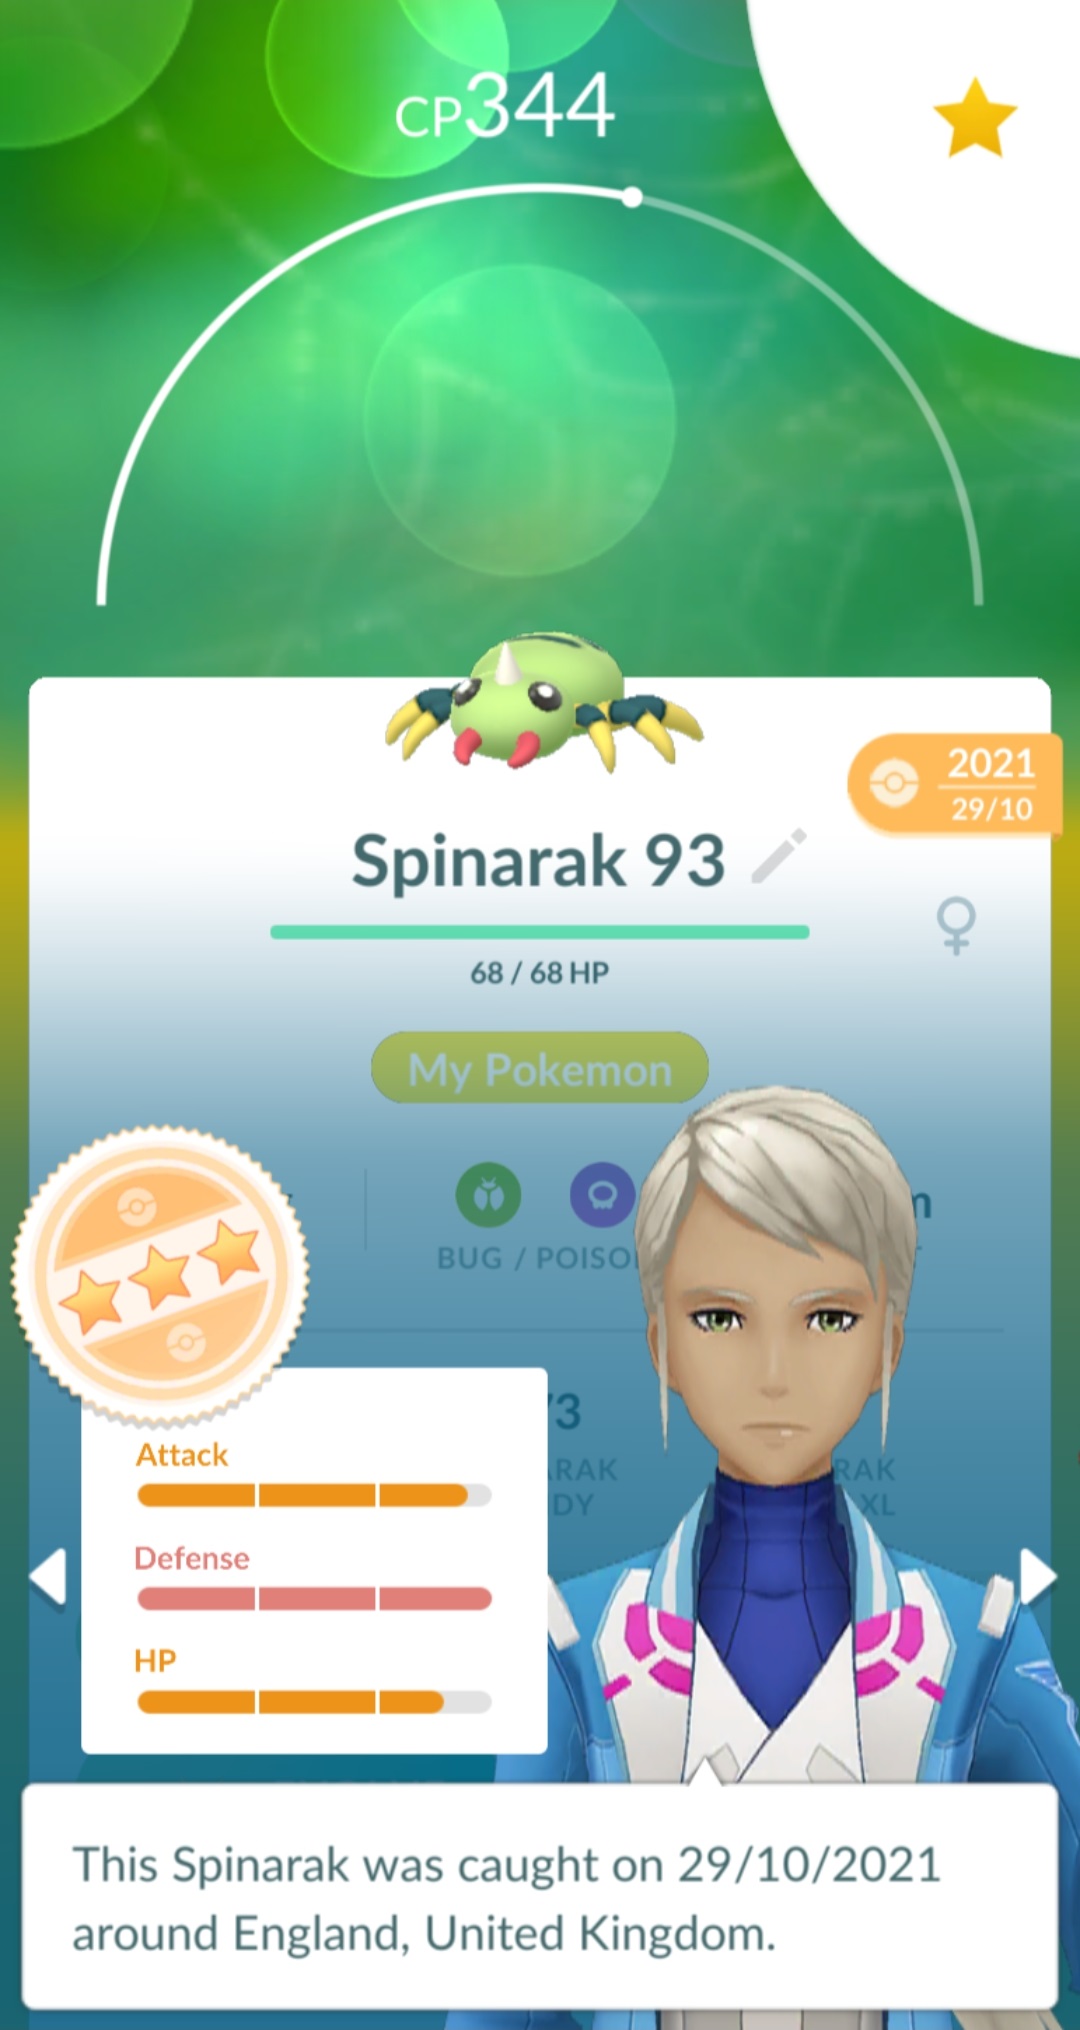 CP344
2021
29/10
Spinarak 93
68 / 68 HP
My Pokemon
BUG / POISO
Attack
Defense
HP
This Spinarak was caught on 29/10/2021
around England, United Kingdom.